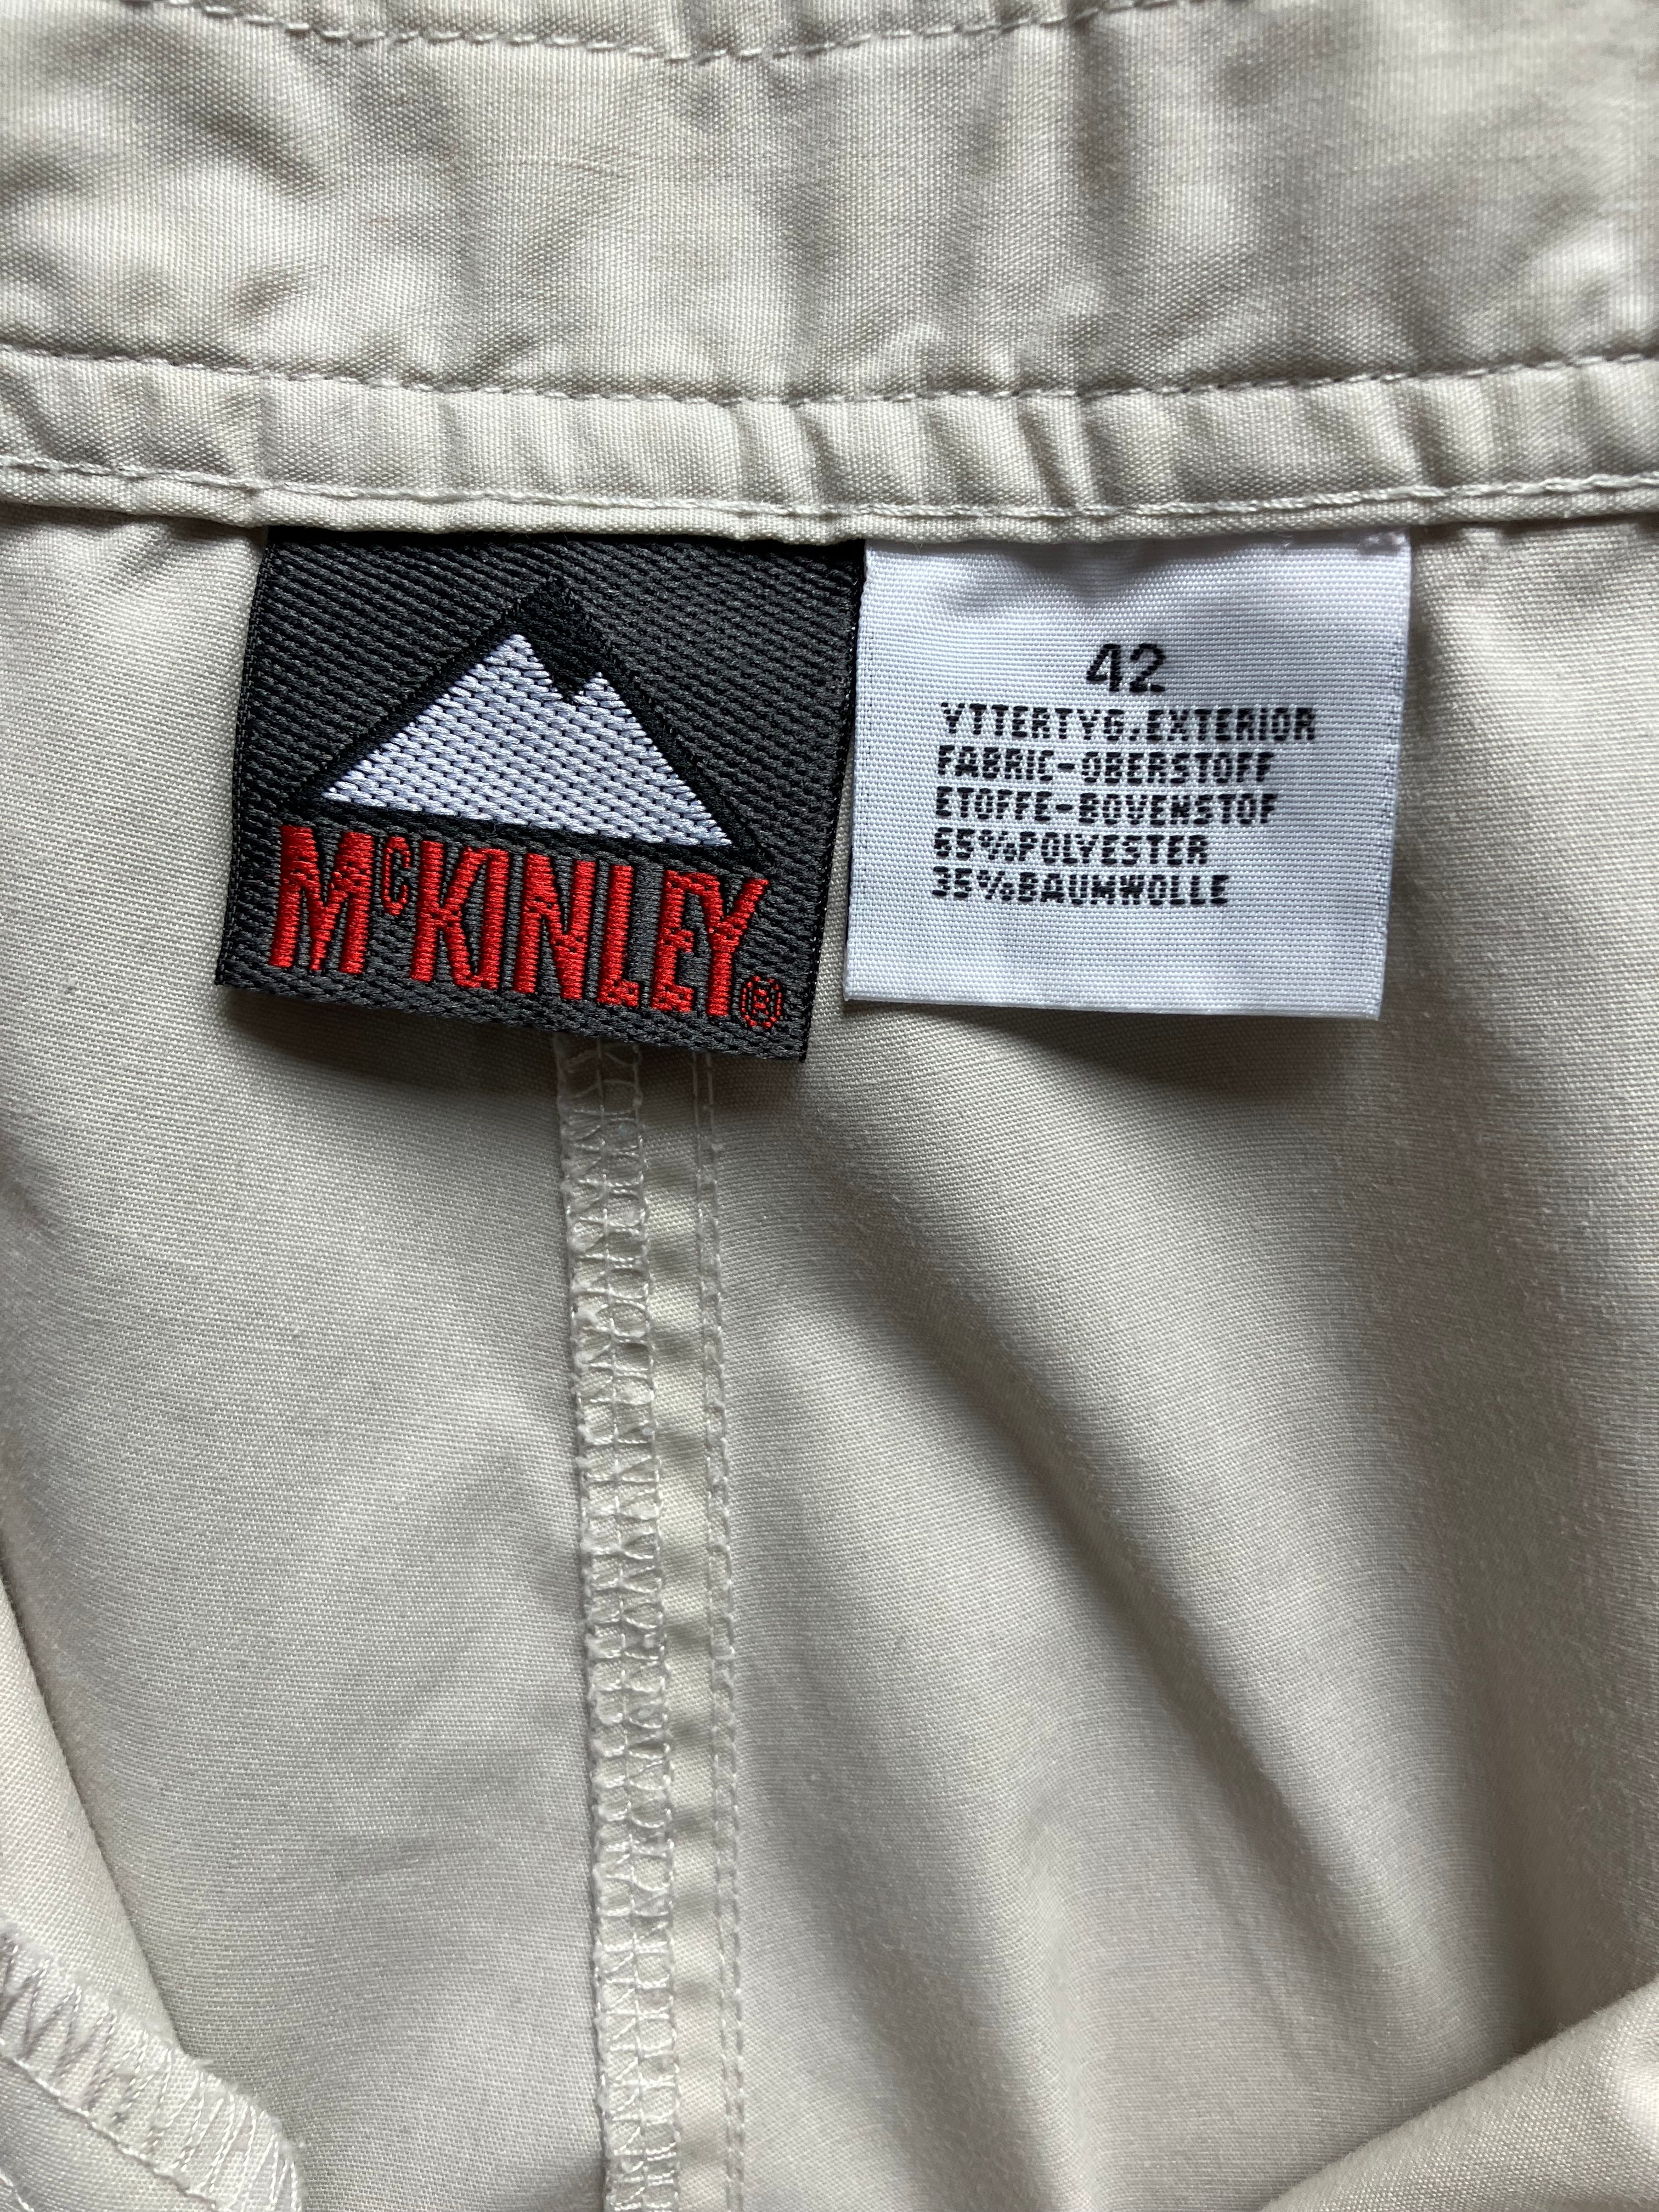 McKINLEY®
42
YTTERTYG.EXTERIOR
FABRIC-OBERSTOFF
ETOFFE-BOVENSTOF
65%POLYESTER
35%BAUMWOLLE